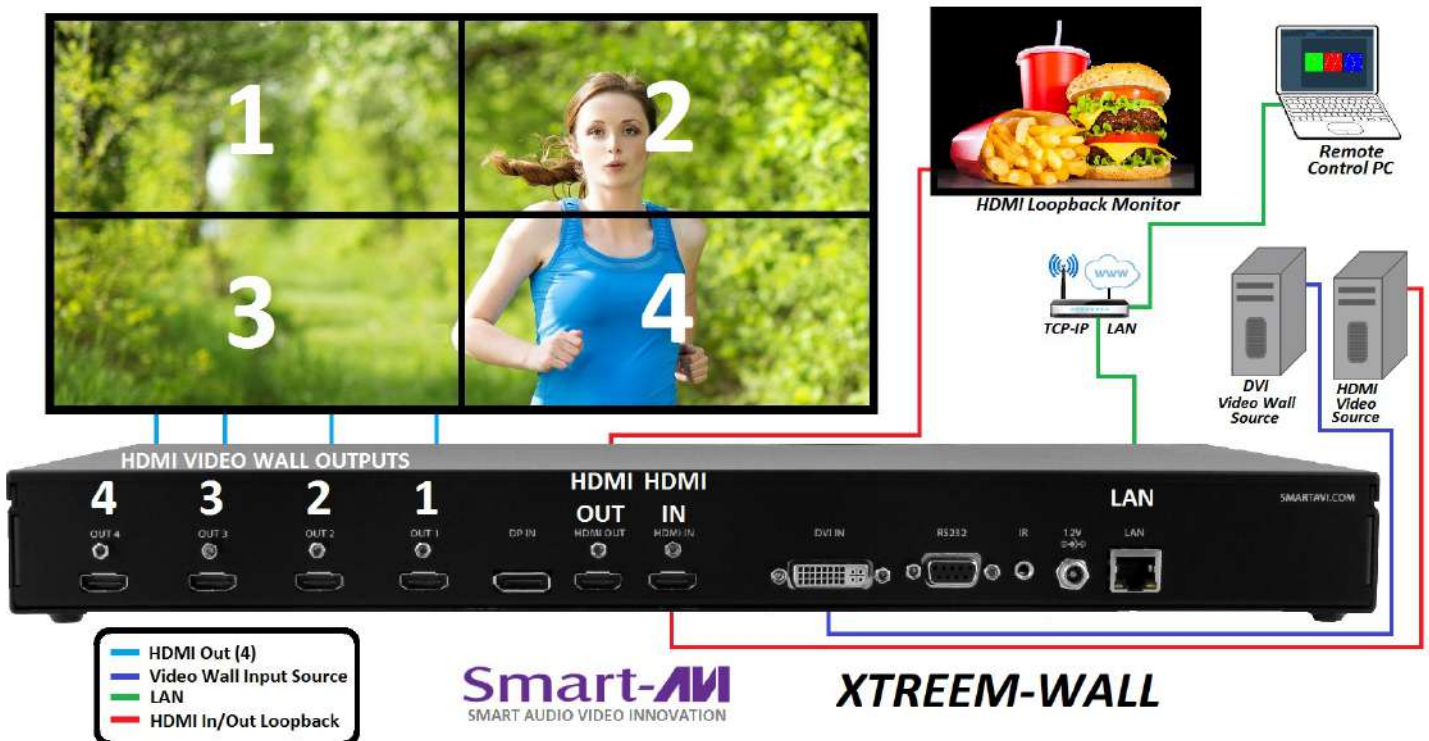 1
2
3
4
HDMI Loopback Monitor
Remote
Control PC
www
TCP-IP LAN
DVI
Video Wall
Source
HDMI
Video
Source
HDMI VIDEO WALL OUTPUTS
4
3
2
1
HDMI
OUT
HDMI
IN
LAN
SMARTAVI.COM
OUT 4
OUT 3
OUT 2
OUT 1
DP IN
HDMI OUT
HDMI IN
DVI IN
RS232
IR
12V
LAN
HDMI Out (4)
Video Wall Input Source
LAN
HDMI In/Out Loopback
Smart-AVI
SMART AUDIO VIDEO INNOVATION
XTREEM-WALL